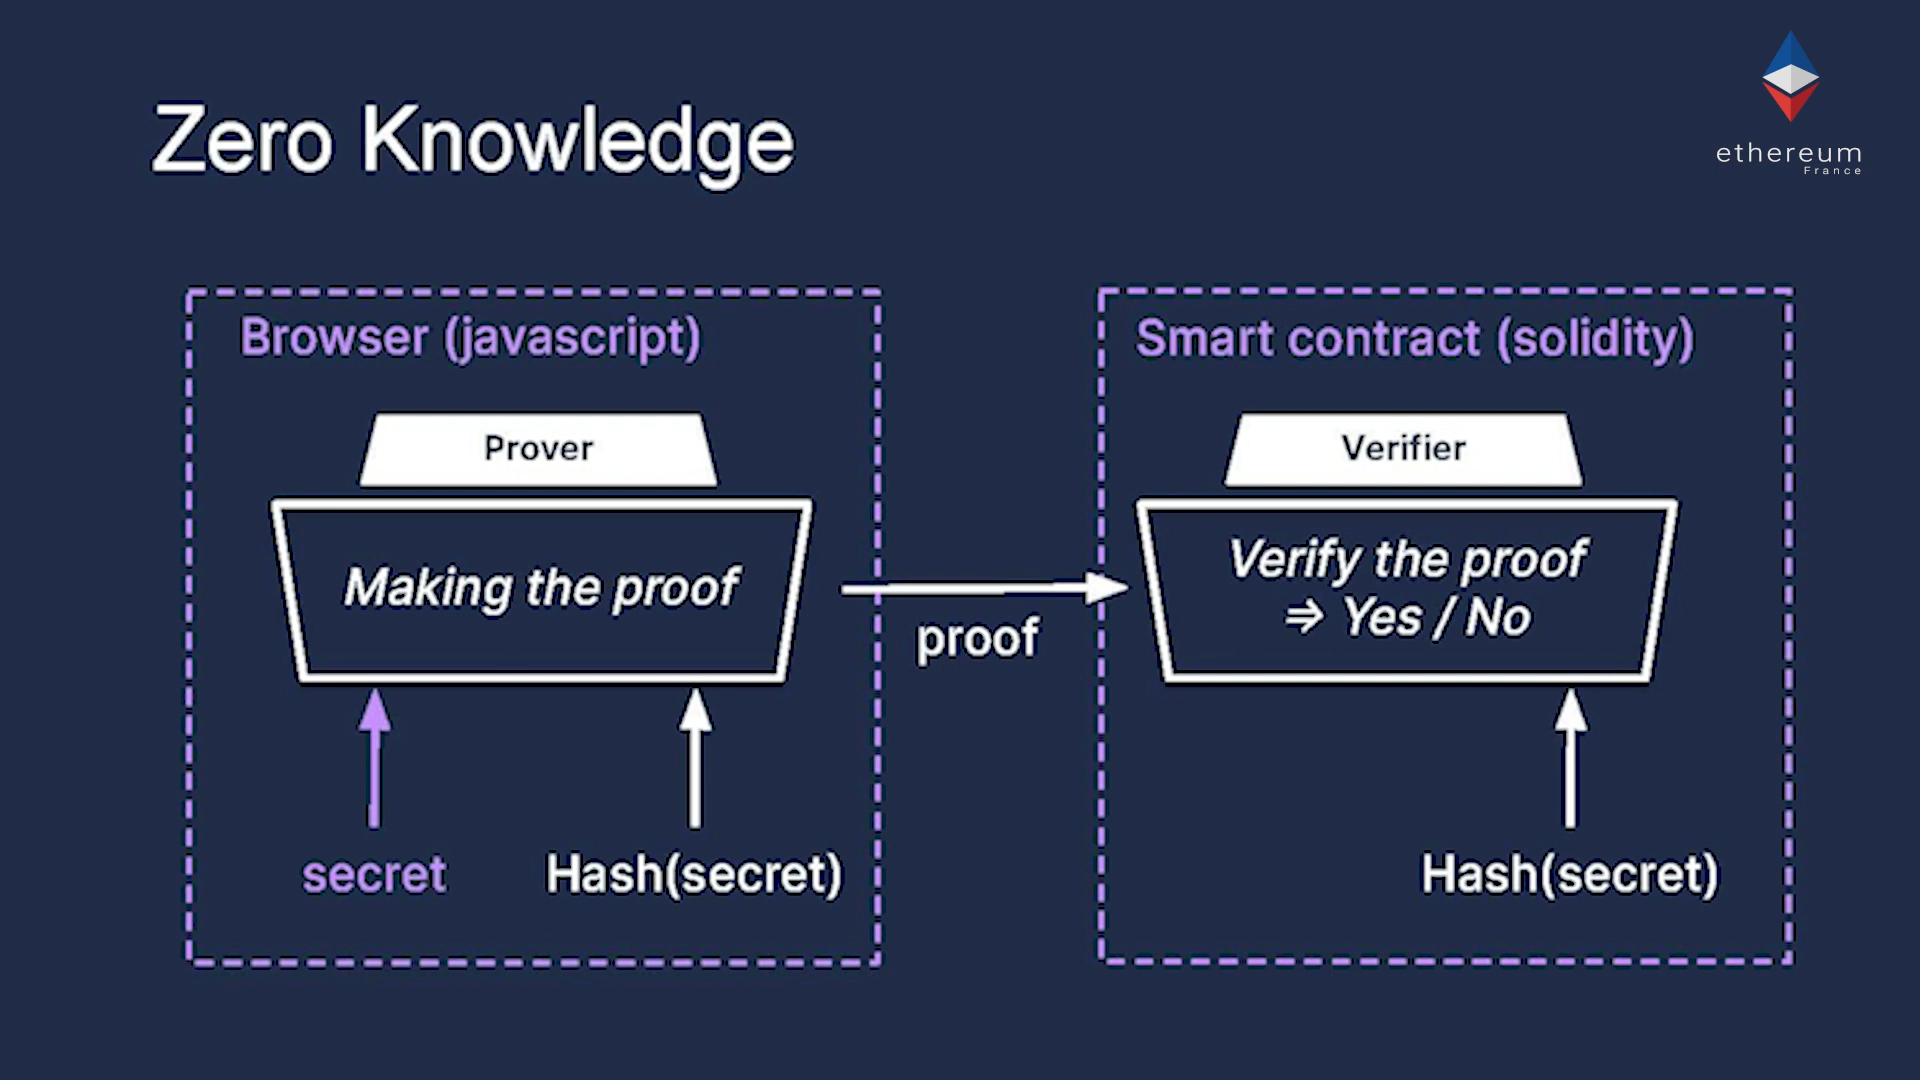 ethereum
France
Zero Knowledge
Browser (javascript)
Prover
Making the proof
secret
Hash(secret)
proof
Smart contract (solidity)
Verifier
Verify the proof
⇒ Yes / No
Hash(secret)